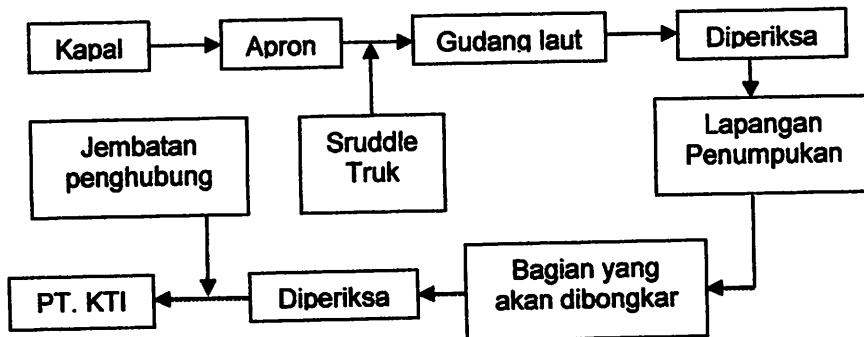 Kapal
Apron
Gudang laut
Diperiksa
Jembatan
penghubung
Sruddle
Truk
Lapangan
Penumpukan
PT. KTI
Diperiksa
Bagian yang
akan dibongkar